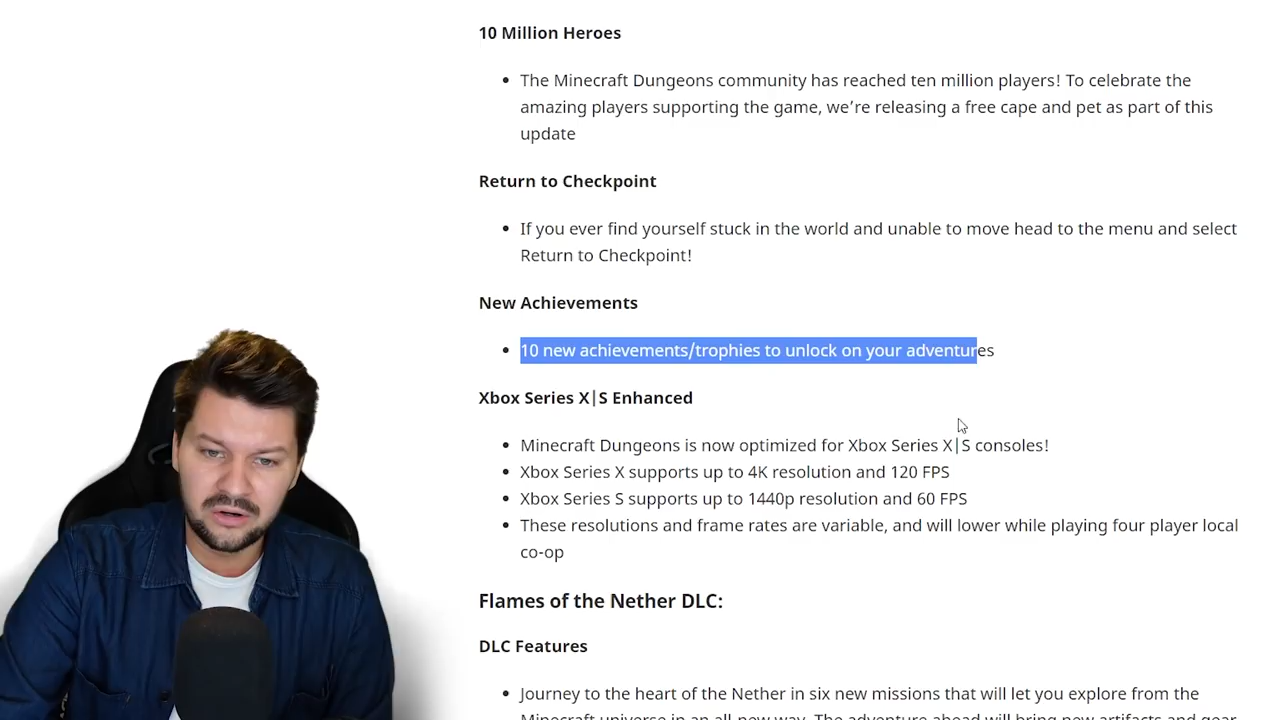 10 Million Heroes
• The Minecraft Dungeons community has reached ten million players! To celebrate the
amazing players supporting the game, we’re releasing a free cape and pet as part of this
update
Return to Checkpoint
• If you ever find yourself stuck in the world and unable to move head to the menu and select
Return to Checkpoint!
New Achievements
• 10 new achievements/trophies to unlock on your adventures
Xbox Series X|S Enhanced
• Minecraft Dungeons is now optimized for Xbox Series X|S consoles!
• Xbox Series X supports up to 4K resolution and 120 FPS
• Xbox Series S supports up to 1440p resolution and 60 FPS
• These resolutions and frame rates are variable, and will lower while playing four player local
co-op
Flames of the Nether DLC:
DLC Features
• Journey to the heart of the Nether in six new missions that will let you explore from the
Minecraft universe in an all-new way. The adventure ahead will bring new artifacts and gear